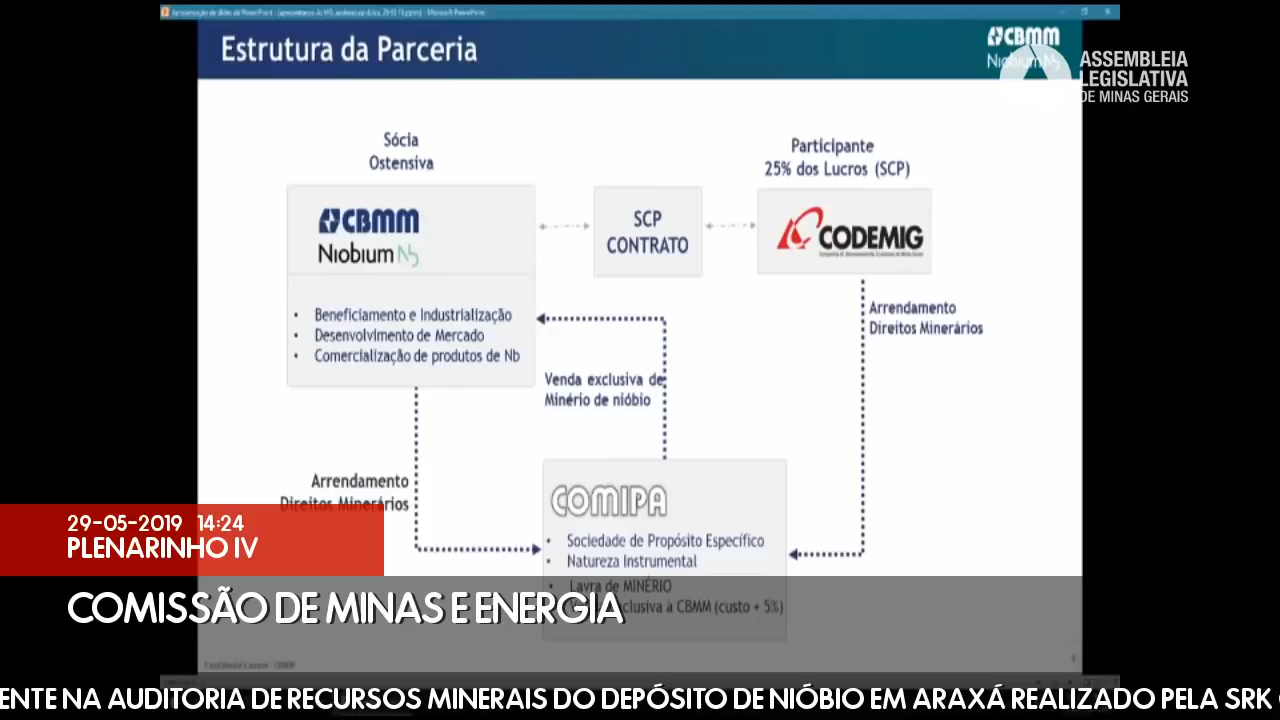 Estrutura da Parceria
CBMM
Niobium
ASSEMBLEIA
LEGISLATIVA
DE MINAS GERAIS
Sócia
Ostensiva
Participante
25% dos Lucros (SCP)
CBMM
Niobium Nb
SCP
CONTRATO
CODEMIG
Beneficiamento e Industrialização
Desenvolvimento de Mercado
Comercialização de produtos de Nb
Arrendamento
Direitos Minerários
Venda exclusiva de
Minério de nióbio
Arrendamento
Direitos Minerários
COMIPA
Sociedade de Propósito Específico
Natureza Instrumental
Lavra de MINÉRIO
à CBMM (custo + 5%)
29-05-2019 14:24
PLENARINHO IV
COMISSÃO DE MINAS E ENERGIA
ENTE NA AUDITORIA DE RECURSOS MINERAIS DO DEPÓSITO DE NIÓBIO EM ARAXÁ REALIZADO PELA SRK